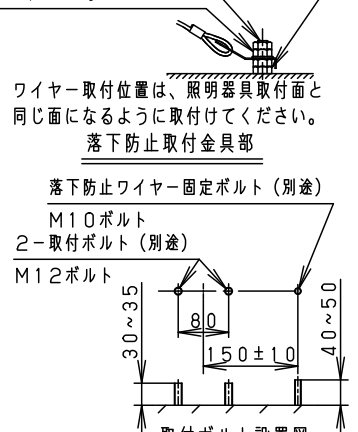 ワイヤー取付位置は、照明器具取付面と
同じ面になるように取付けてください。
落下防止取付金具部
落下防止ワイヤー固定ボルト（別途）
M10ボルト
2-取付ボルト（別途）
M12ボルト
80
150±10
30~35
40~50
取付ボルト設置図